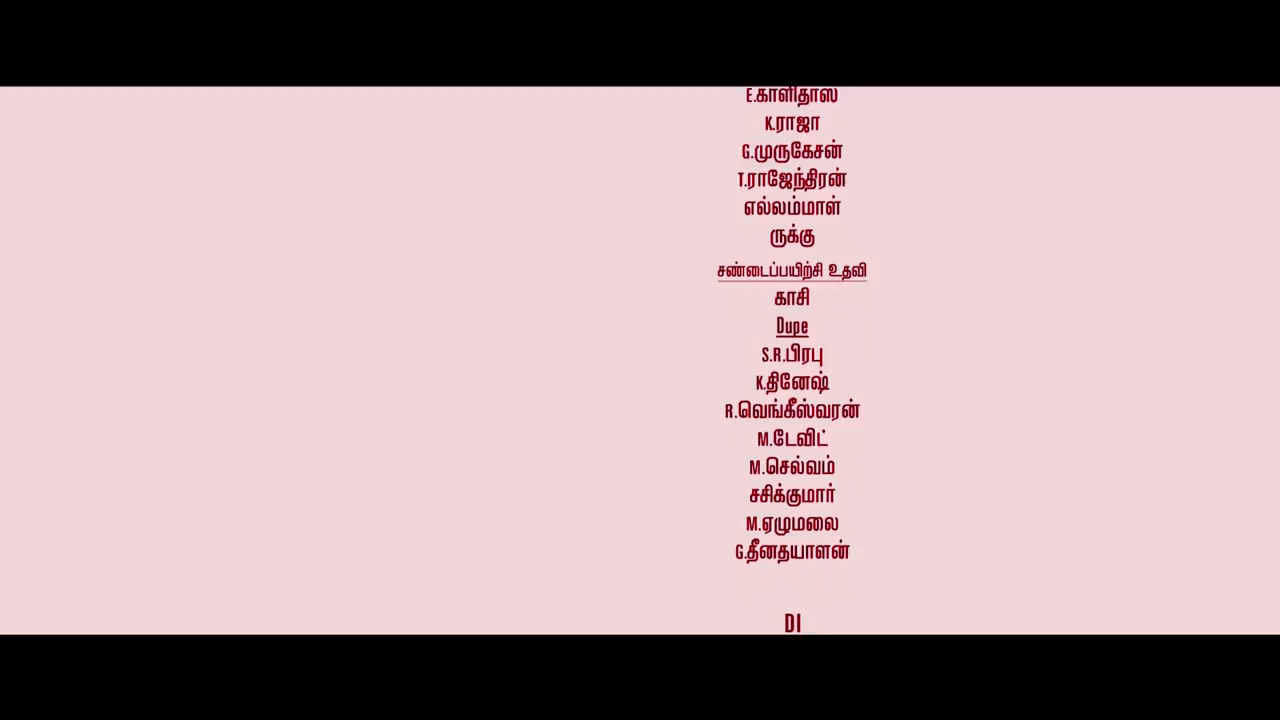 E.காளிதாஸ்
K.ராஜா
G.முருகேசன்
T.ராஜேந்திரன்
எல்லம்மாள்
ருக்கு
சண்டைப்பயிற்சி உதவி
காசி
Dupe
S.R.பிரபு
K.தினேஷ்
R.வெங்கீஸ்வரன்
M.டேவிட்
M.செல்வம்
சசிக்குமார்
M.ஏழுமலை
G.தீனதயாளன்
DI